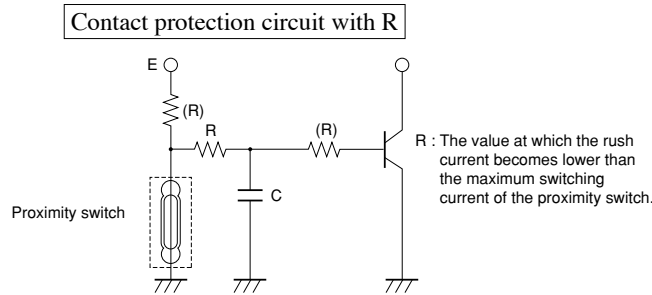 Contact protection circuit with R
E
(R)
R
(R)
R : The value at which the rush
current becomes lower than
the maximum switching
current of the proximity switch.
C
Proximity switch